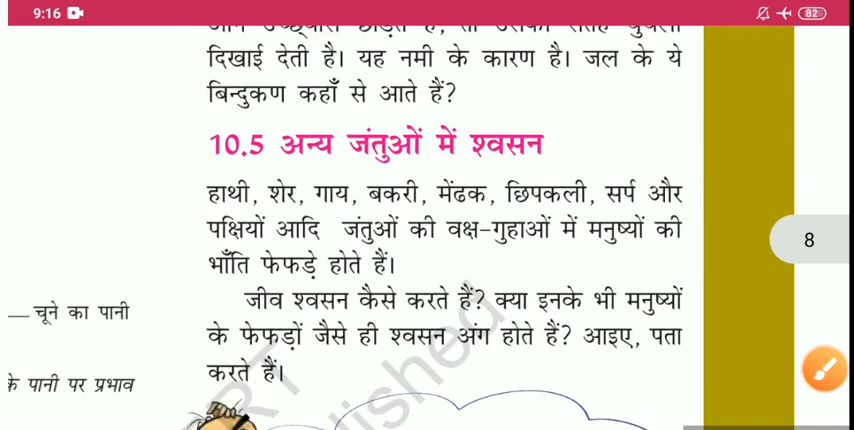 9:16
82
दिखाई देती है। यह नमी के कारण है। जल के ये
बिन्दुकण कहाँ से आते हैं?
10.5 अन्य जंतुओं में श्वसन
हाथी, शेर, गाय, बकरी, मेंढक, छिपकली, सर्प और
पक्षियों आदि जंतुओं की वक्ष-गुहाओं में मनुष्यों की
भाँति फेफड़े होते हैं।
जीव श्वसन कैसे करते हैं? क्या इनके भी मनुष्यों
के फेफड़ों जैसे ही श्वसन अंग होते हैं? आइए, पता
करते हैं।
चूने का पानी
के पानी पर प्रभाव
8